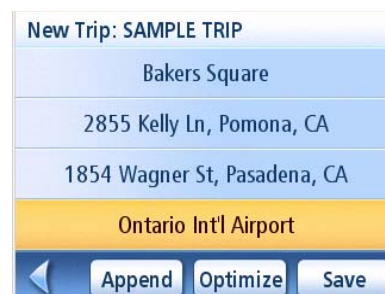 New Trip: SAMPLE TRIP
Bakers Square
2855 Kelly Ln, Pomona, CA
1854 Wagner St, Pasadena, CA
Ontario Int'l Airport
Append Optimize Save